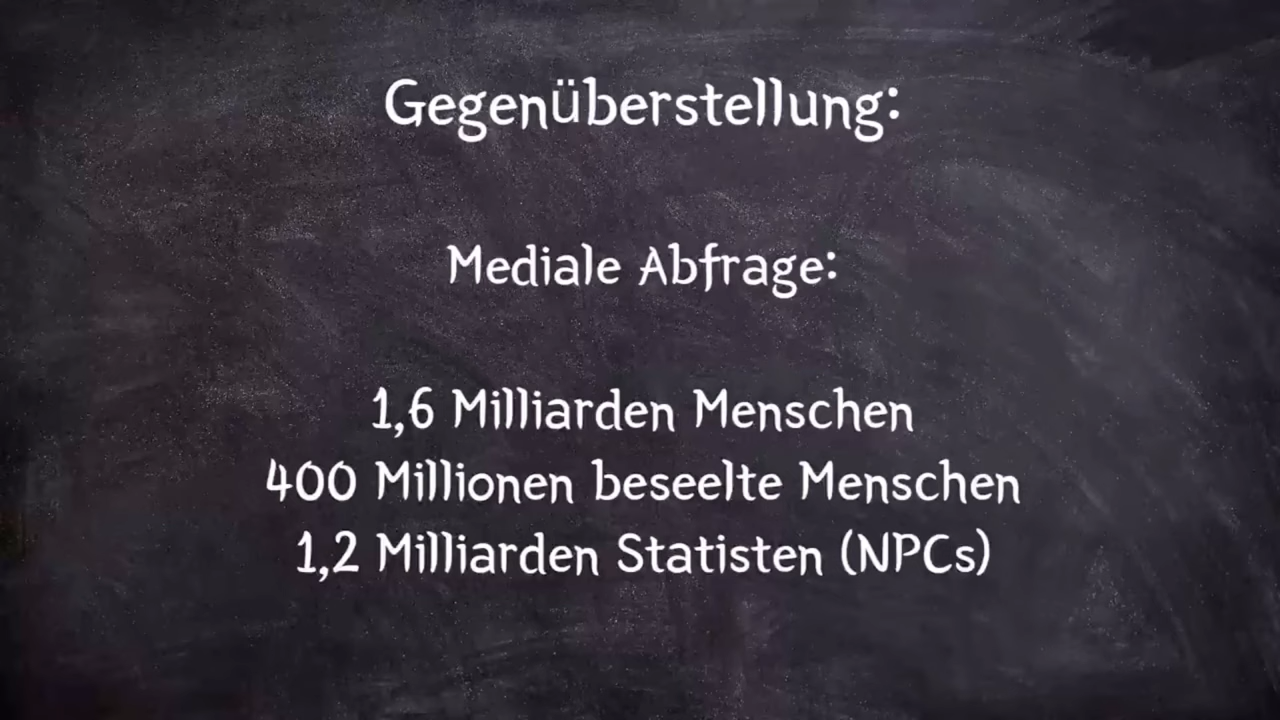 Gegenüberstellung:
Mediale Abfrage:
1,6 Milliarden Menschen
400 Millionen beseelte Menschen
1,2 Milliarden Statisten (NPCs)